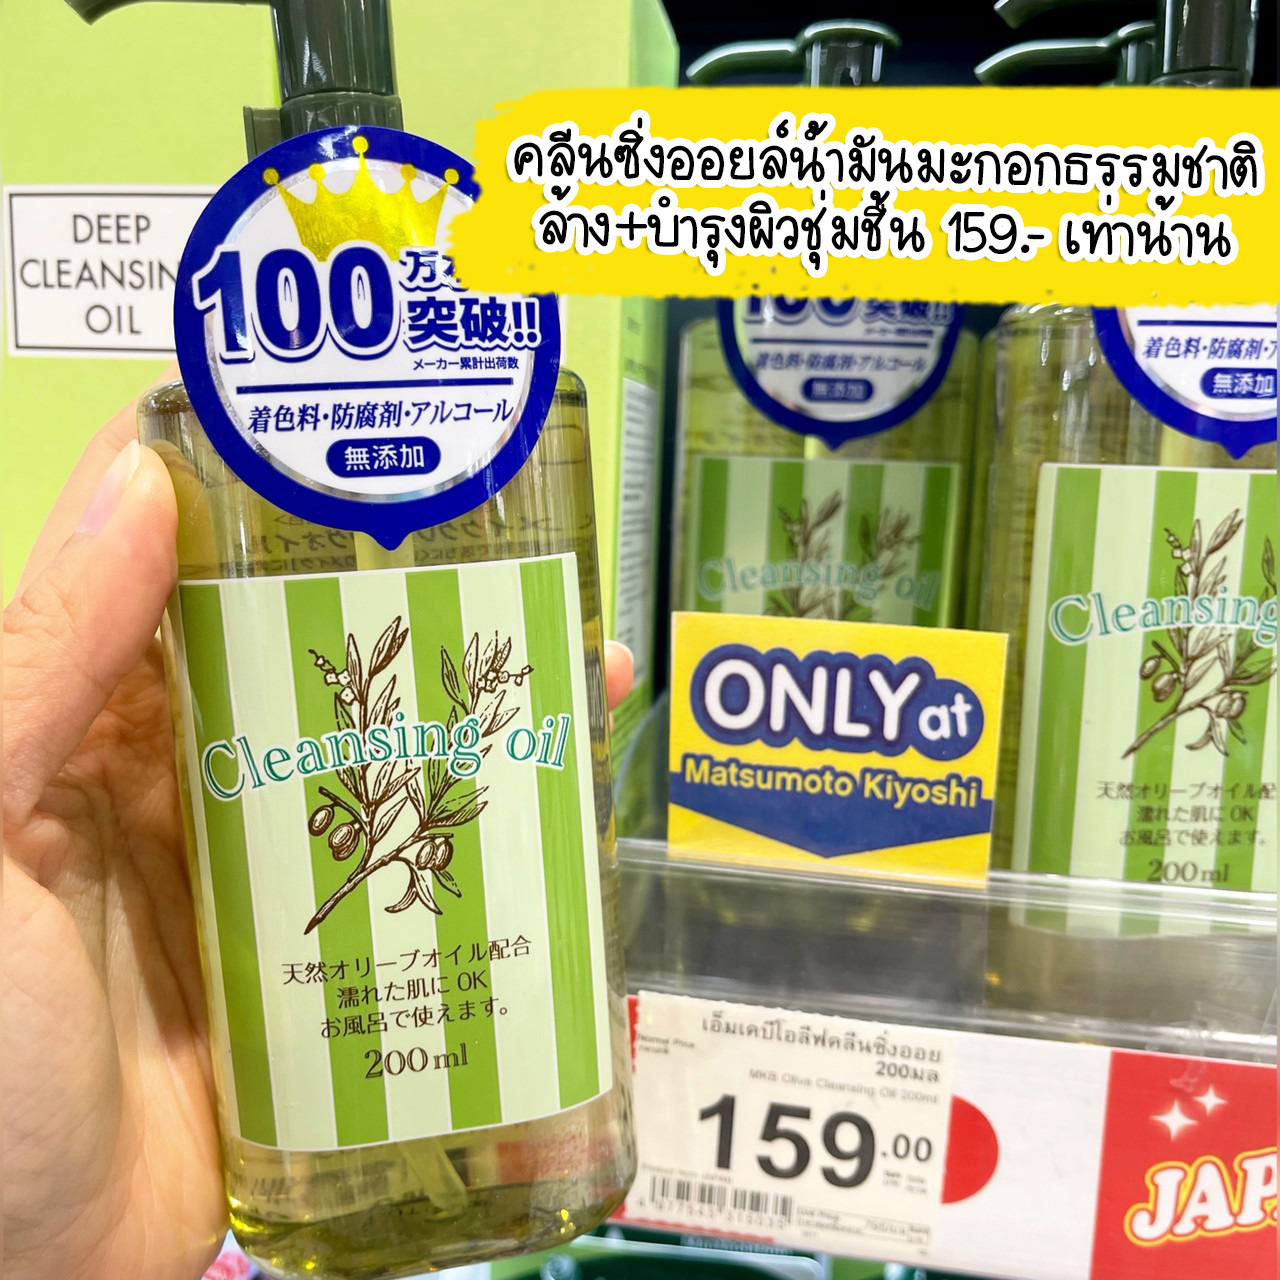 คลีนซิ่งออยล์น้ำมันมะกอกธรรมชาติ
ล้าง+บำรุงผิวชุ่มชื้น 159.- เท่าน้าน
DEEP
CLEANSIN
OIL
100万
突破!!
メーカー累計出荷数
着色料・防腐剤・アルコール
無添加
Cleansing oil
天然オリーブオイル配合
濡れた肌に OK
お風呂で使えます。
200ml
100 突破!!
着色料・防腐剤・アルコール
無添加
Cleansing oil
着色料・防腐剤・ア
無添加
Cleansing
天然オリーブオイル配
濡れた肌に OK
お風呂で使えます。
200ml
ONLY at
Matsumoto Kiyoshi
เอ็มเคบีโอลีฟคลีนซิ่งออย
200มล
Normal Price
MKB Olive Cleansing Oil 200ml
159.00
JAP